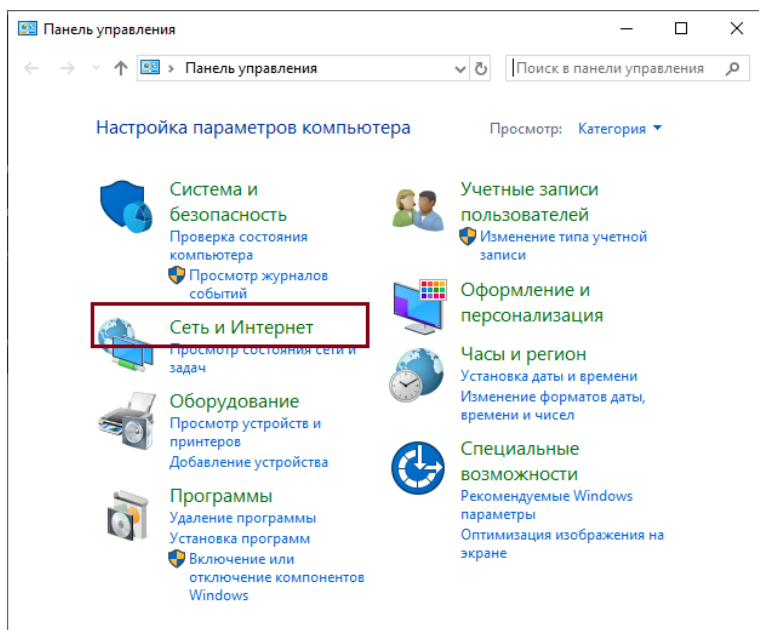 Панель управления
Панель управления
Поиск в панели управления
Настройка параметров компьютера
Просмотр: Категория
Система и
безопасность
Проверка состояния
компьютера
Просмотр журналов
событий
Сеть и Интернет
Просмотр состояния сети и
задач
Оборудование
Просмотр устройств и
принтеров
Добавление устройства
Программы
Удаление программы
Установка программ
Включение или
отключение компонентов
Windows
Учетные записи
пользователей
Изменение типа учетной
записи
Оформление и
персонализация
Часы и регион
Установка даты и времени
Изменение форматов даты,
времени и чисел
Специальные
возможности
Рекомендуемые Windows
параметры
Оптимизация изображения на
экране